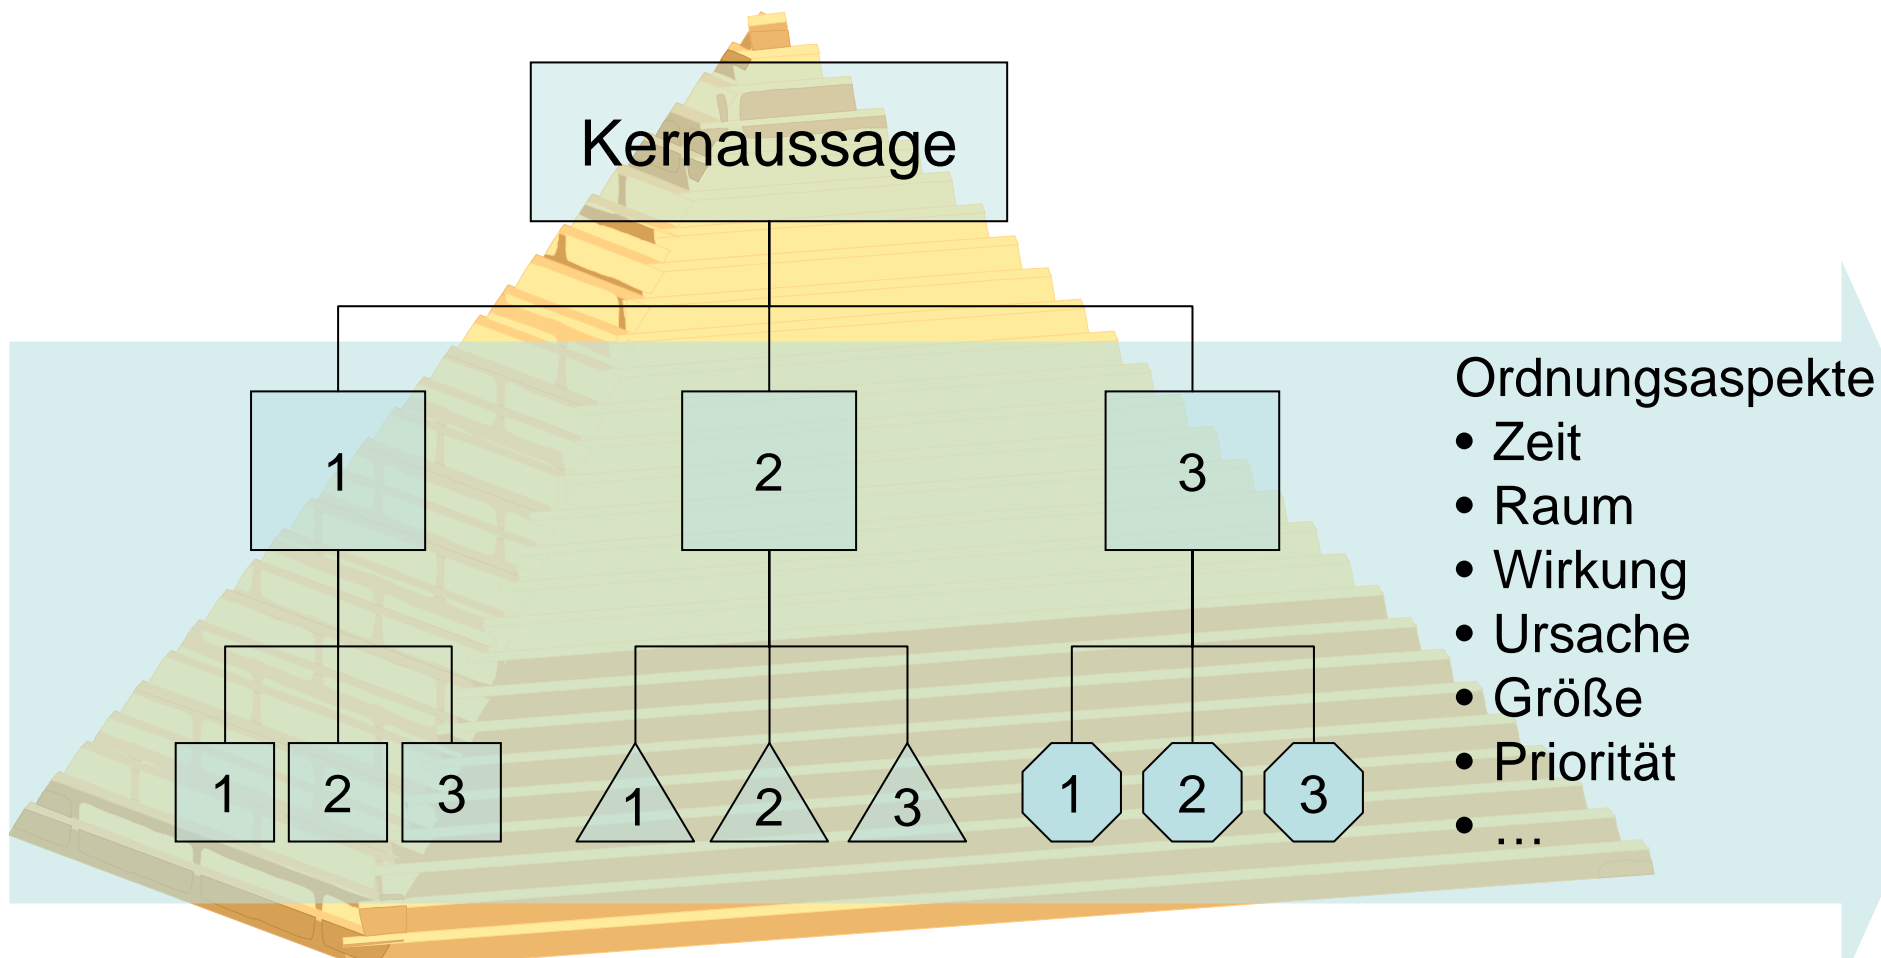 Kernaussage
1 2 3
1 2 3 1 2 3 1 2 3
Ordnungsaspekte
• Zeit
• Raum
• Wirkung
• Ursache
• Größe
• Priorität
• …